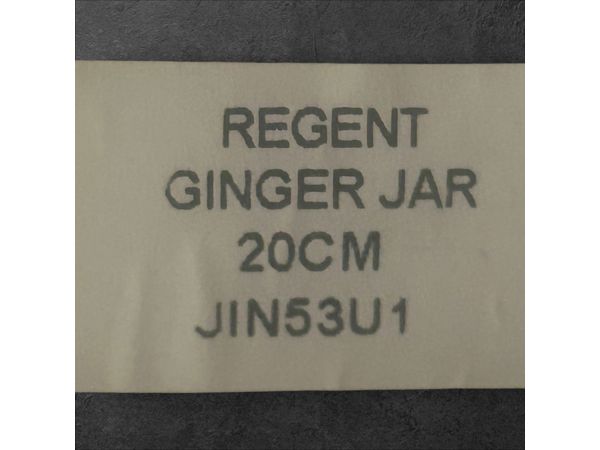 REGENT
GINGER JAR
20CM
JIN53U1